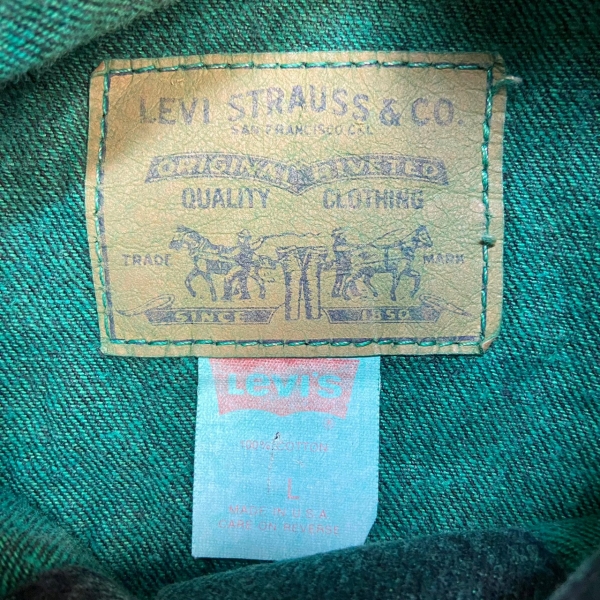 LEVI STRAUSS & CO.
SAN FRANCISCO CAL.
ORIGINAL RIVETED
QUALITY CLOTHING
TRADE MARK
SINCE 1850
LEVI'S
®
100% COTTON
L
MADE IN U.S.A.
CARE ON REVERSE